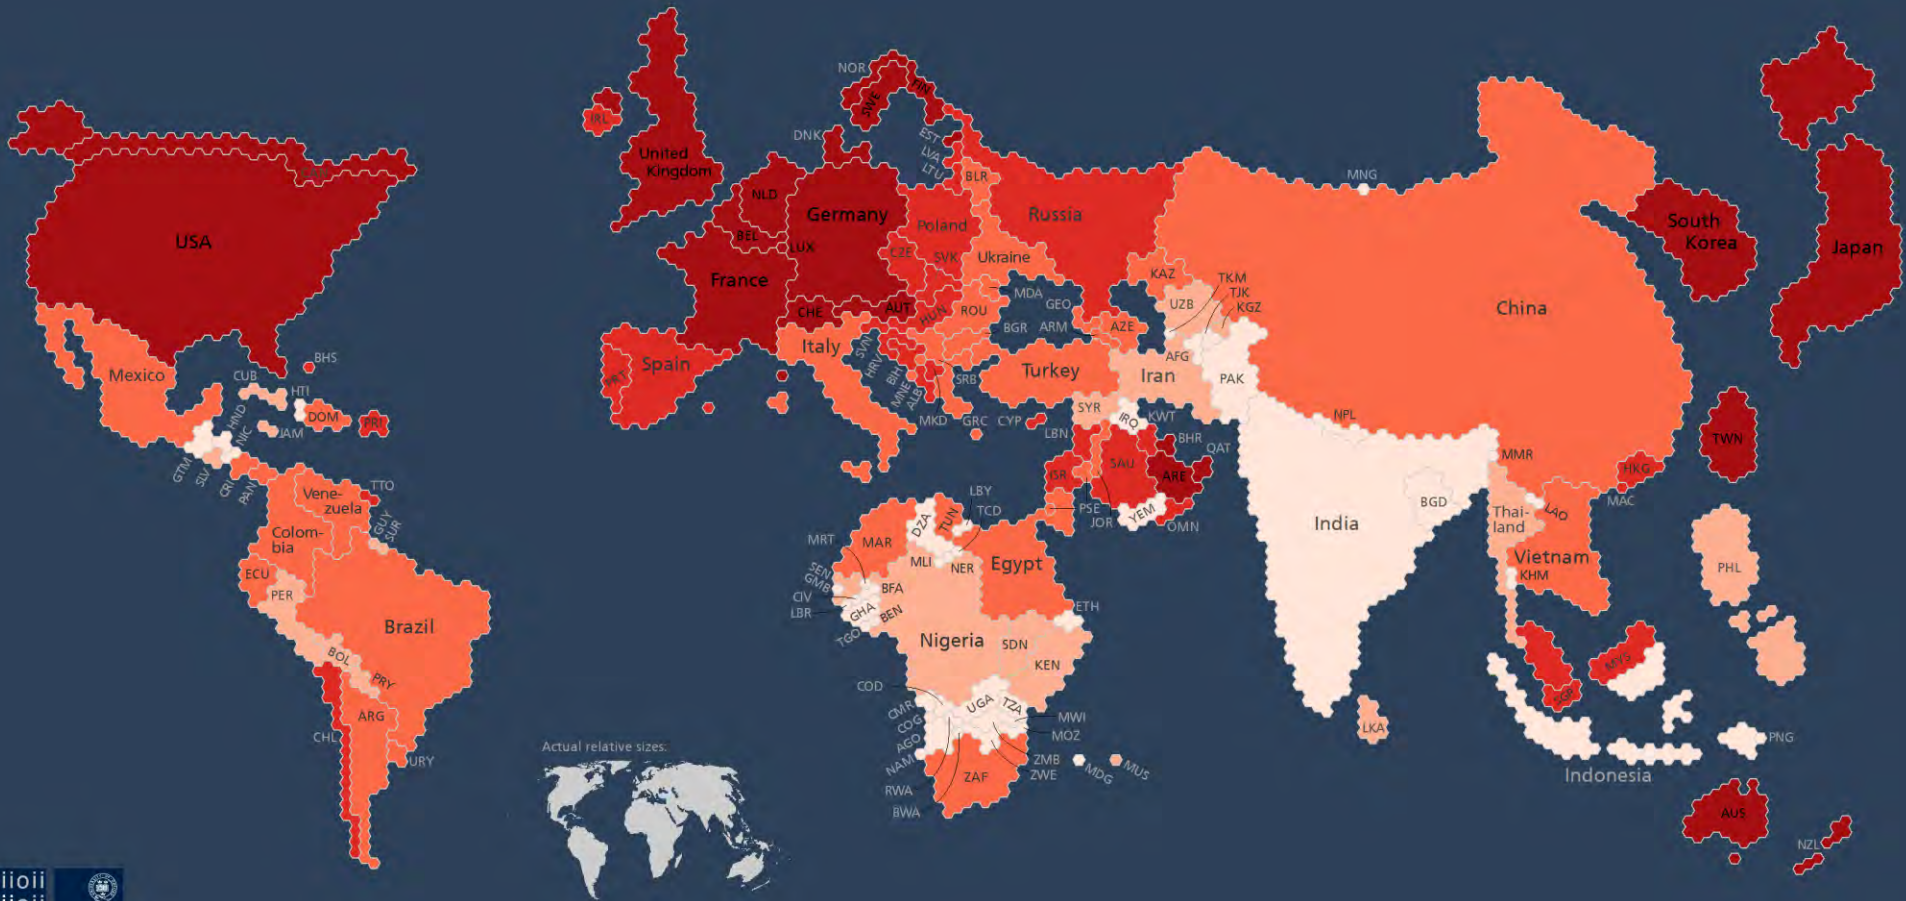 NOR
FIN
SWE
IRL
DNK
EST
LVA
LTU
United
Kingdom
CAN
BLR
MNG
NLD
Germany
Poland
Russia
South
Korea
USA
BEL
LUX
CZE
SVK
Ukraine
Japan
France
KAZ
TKM
TJK
KGZ
MDA
GEO
UZB
China
CHE
AUT
HUN
ROU
BGR
ARM
AZE
Italy
SVN
HRV
BIH
MNE
ALB
SRB
AFG
BHS
Mexico
PRT
Spain
Turkey
Iran
PAK
CUB
HTI
HND
NIC
DOM
PRI
JAM
MKD
GRC
CYP
SYR
IRQ
KWT
NPL
LBN
BHR
QAT
TWN
GTM
SLV
CRI
PAN
MMR
ISR
SAU
ARE
HKG
Vene-
zuela
TTO
GUY
SUR
LBY
TCD
PSE
JOR
YEM
OMN
BGD
MAC
Colom-
bia
DZA
TUN
India
Thai-
land
LAO
MRT
MAR
MLI
NER
Egypt
Vietnam
ECU
SEN
GMB
BFA
KHM
PHL
PER
CIV
LBR
GHA
BEN
TGO
ETH
Brazil
Nigeria
SDN
KEN
BOL
PRY
COD
MYS
SGP
ARG
CMR
COG
AGO
NAM
UGA
TZA
MWI
MOZ
LKA
CHL
URY
PNG
Actual relative sizes:
ZMB
ZWE
MDG
MUS
Indonesia
ZAF
RWA
BWA
AUS
NZL
iioii